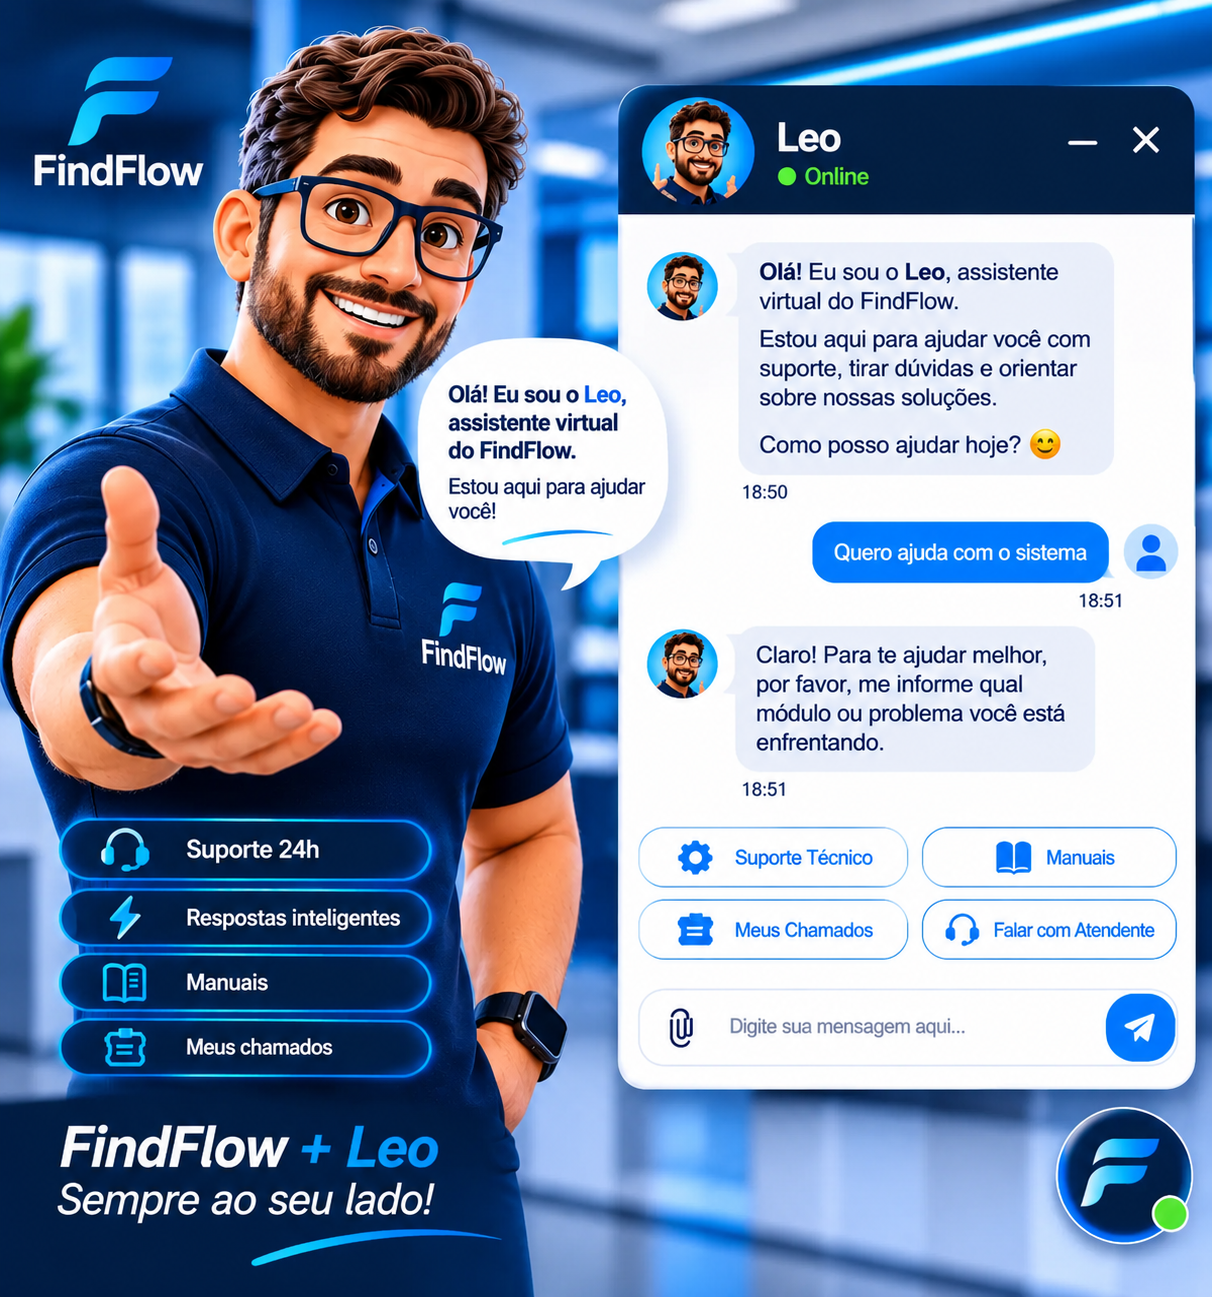 FindFlow
Olá! Eu sou o Leo,
assistente virtual
do FindFlow.
Estou aqui para ajudar
você!
FindFlow
Suporte 24h
Respostas inteligentes
Manuais
Meus chamados
FindFlow + Leo
Sempre ao seu lado!
Leo
Online
Olá! Eu sou o Leo, assistente
virtual do FindFlow.
Estou aqui para ajudar você com
suporte, tirar dúvidas e orientar
sobre nossas soluções.
Como posso ajudar hoje? 😊
18:50
Quero ajuda com o sistema
18:51
Claro! Para te ajudar melhor,
por favor, me informe qual
módulo ou problema você está
enfrentando.
18:51
Suporte Técnico
Manuais
Meus Chamados
Falar com Atendente
Digite sua mensagem aqui...